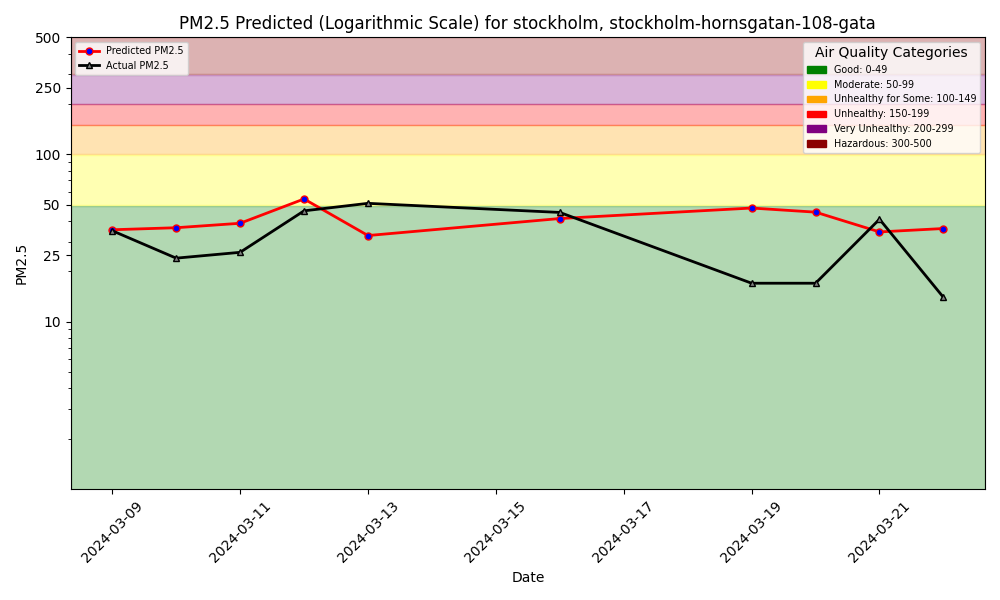 PM2.5 Predicted (Logarithmic Scale) for stockholm, stockholm-hornsgatan-108-gata
Predicted PM2.5
Actual PM2.5
Air Quality Categories
Good: 0-49
Moderate: 50-99
Unhealthy for Some: 100-149
Unhealthy: 150-199
Very Unhealthy: 200-299
Hazardous: 300-500
500
250
100
50
25
10
PM2.5
2024-03-09
2024-03-11
2024-03-13
2024-03-15
2024-03-17
2024-03-19
2024-03-21
Date